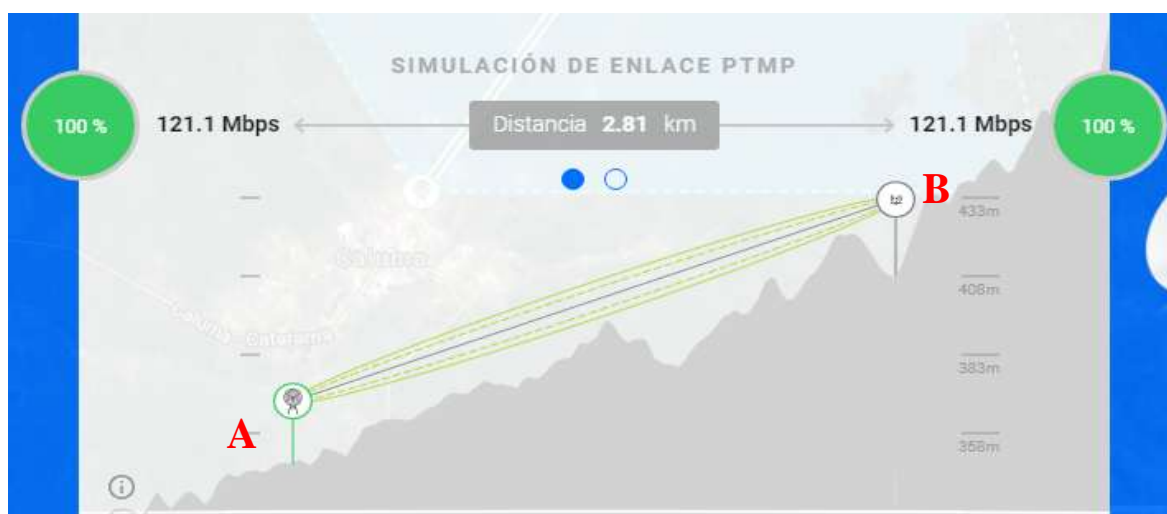 SIMULACIÓN DE ENLACE PTMP
100 %
121.1 Mbps
Distancia 2.81 km
121.1 Mbps
100 %
B
433m
408m
383m
A
358m
Caluma